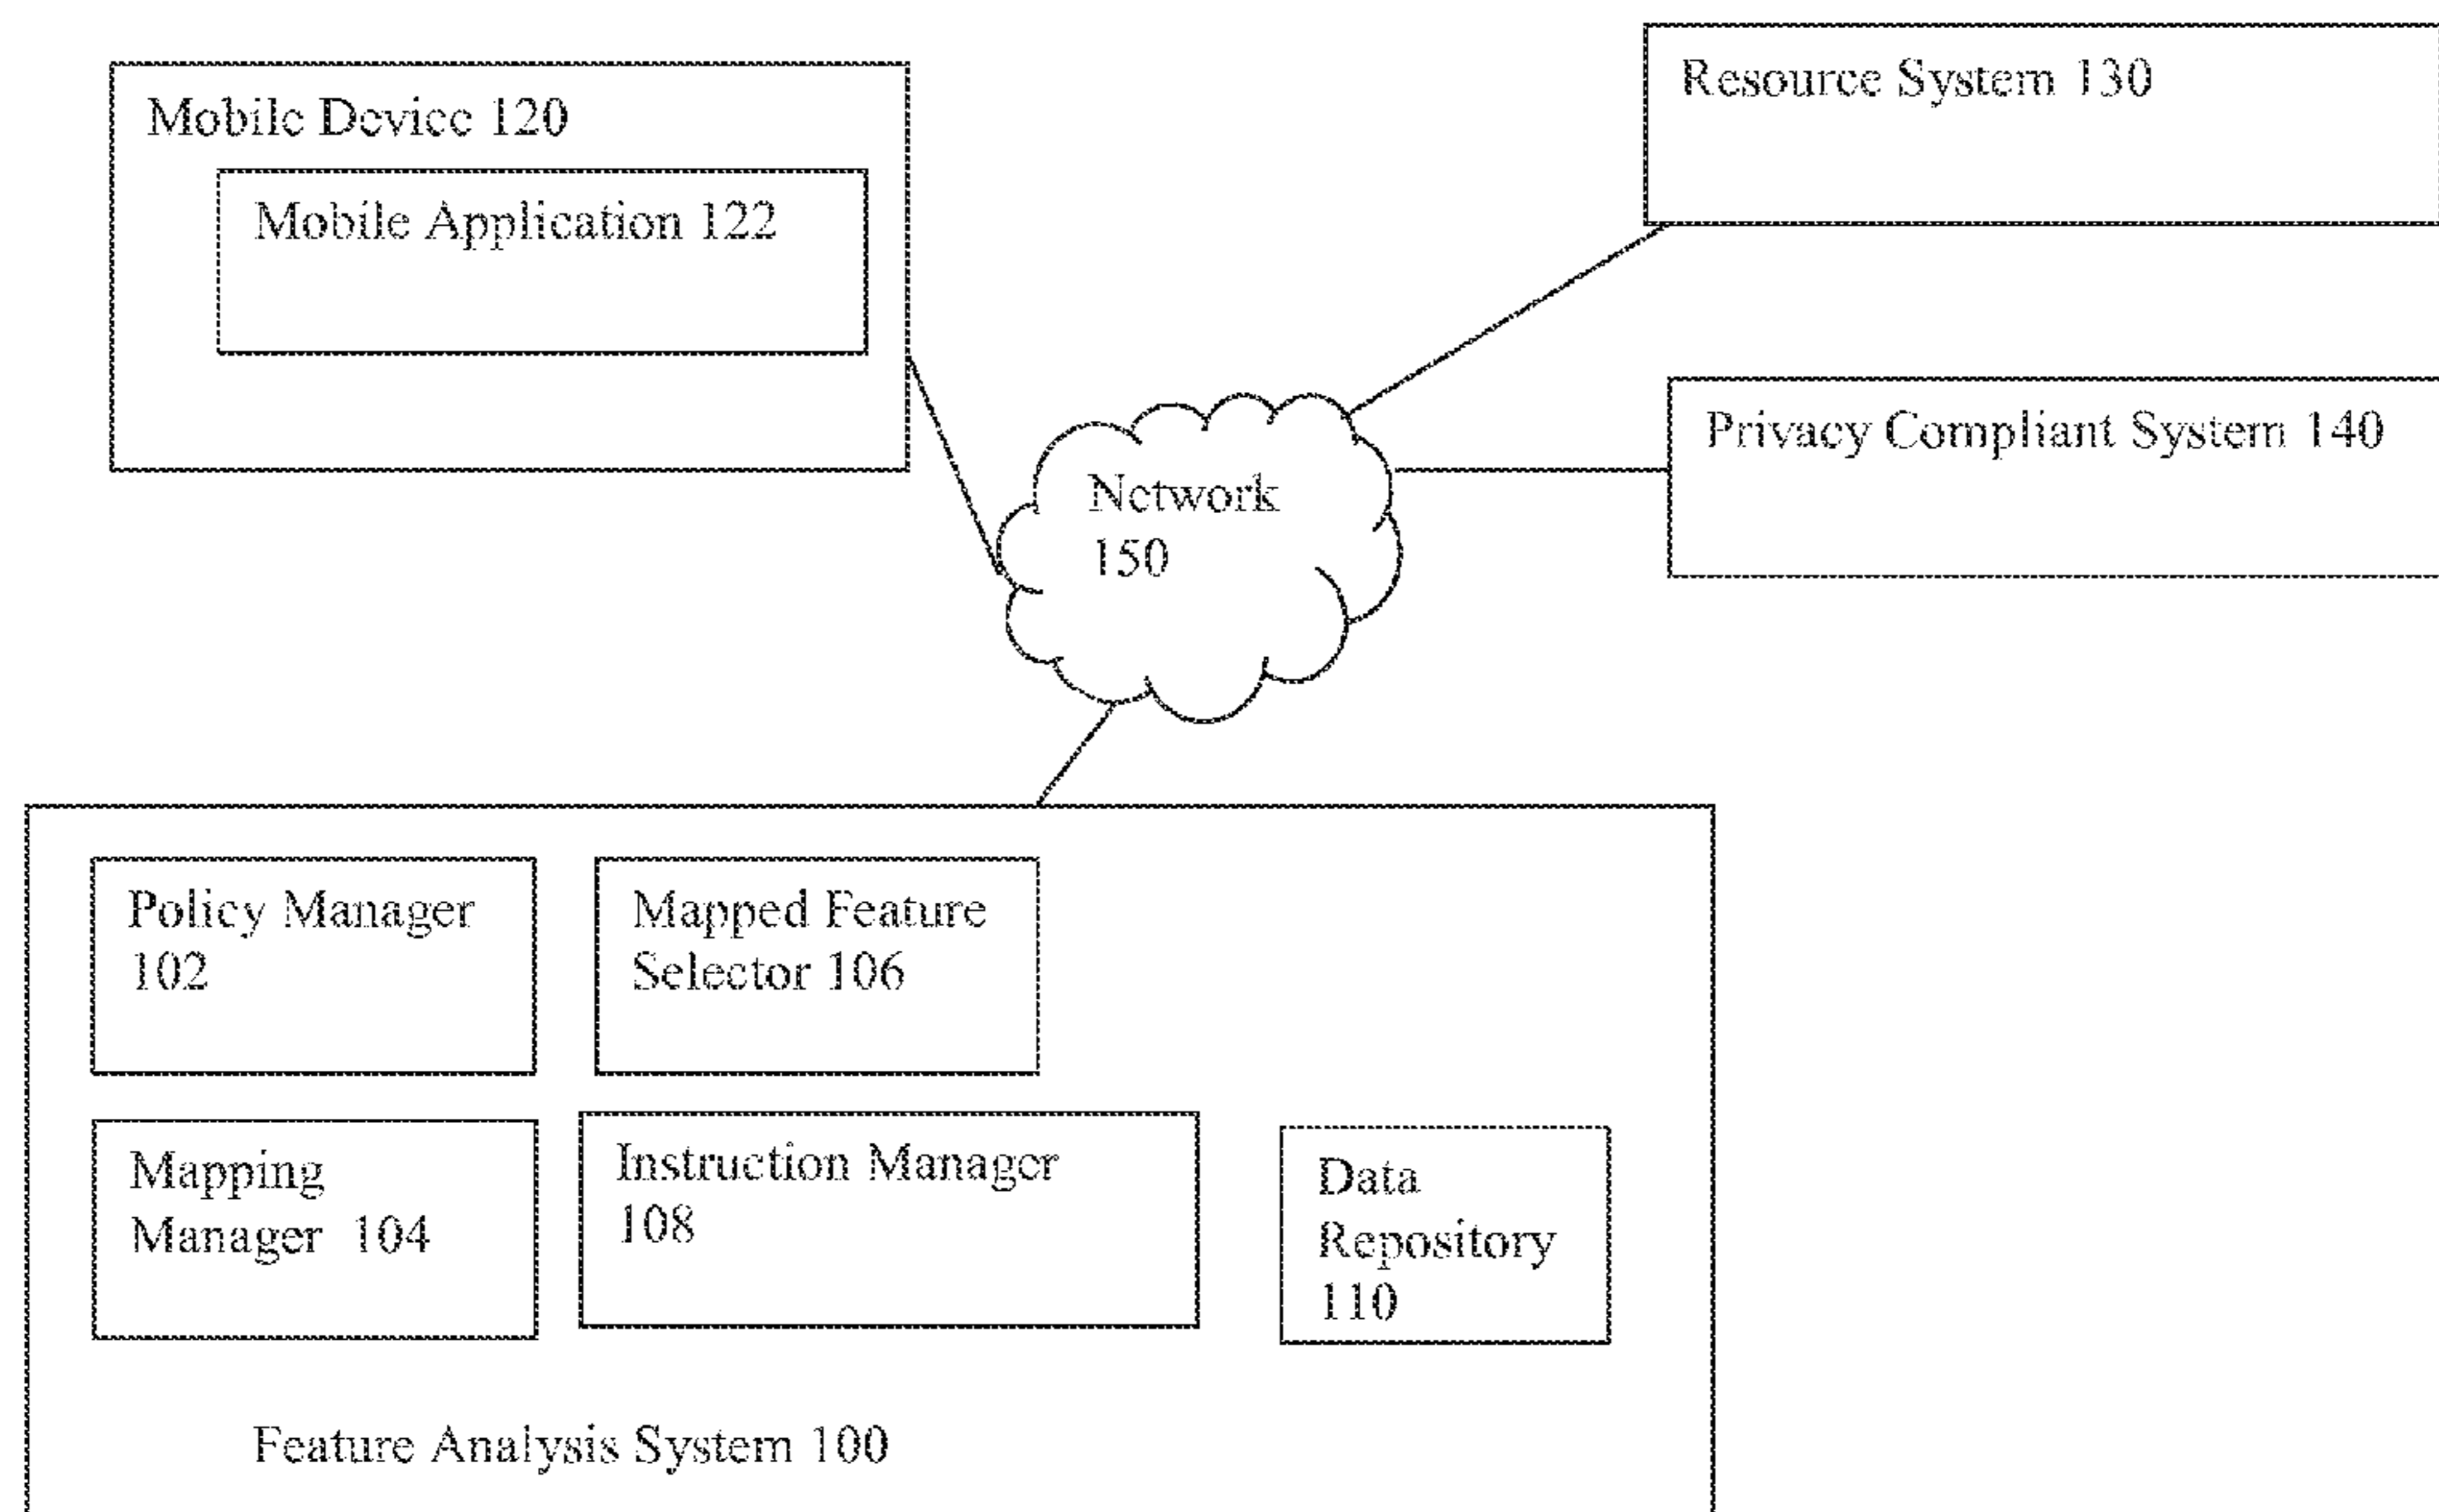 Mobile Device 120
Mobile Application 122
Resource System 130
Privacy Compliant System 140
Network
150
Policy Manager
102
Mapped Feature
Selector 106
Mapping
Manager 104
Instruction Manager
108
Data
Repository
110
Feature Analysis System 100